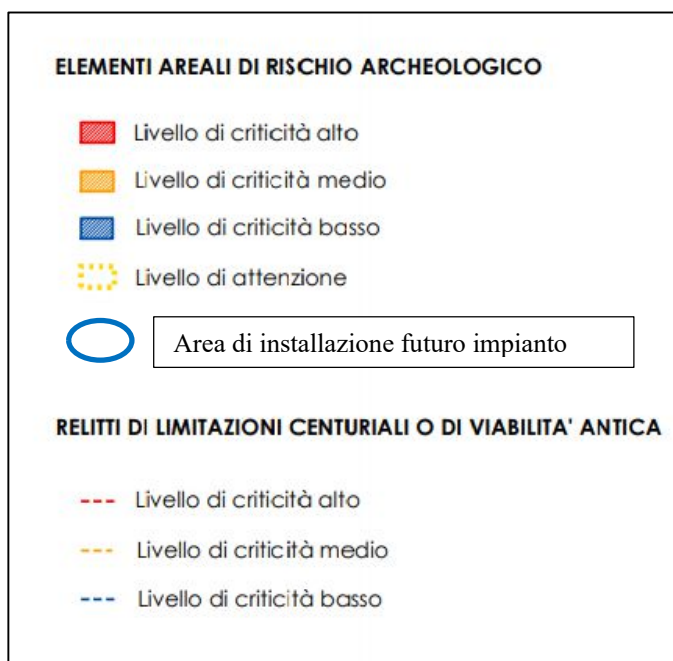 ELEMENTI AREALI DI RISCHIO ARCHEOLOGICO
Livello di criticità alto
Livello di criticità medio
Livello di criticità basso
Livello di attenzione
Area di installazione futuro impianto
RELITTI DI LIMITAZIONI CENTURIALI O DI VIABILITA' ANTICA
Livello di criticità alto
Livello di criticità medio
Livello di criticità basso